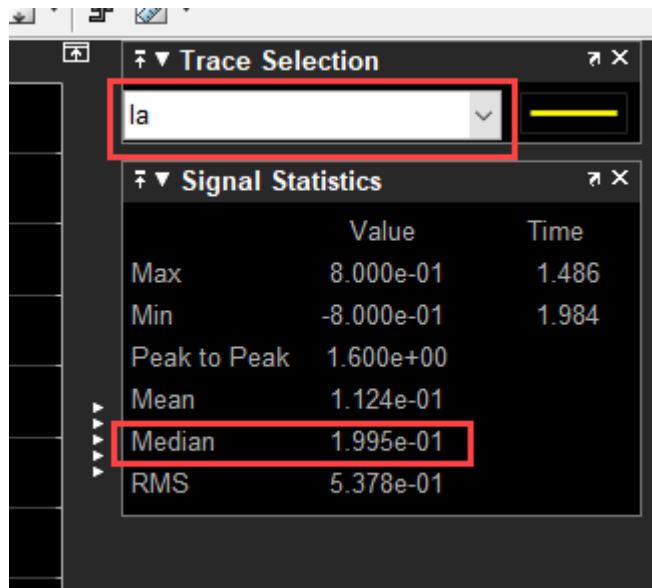 Trace Selection
Ia
Signal Statistics
Value Time
Max 8.000e-01 1.486
Min -8.000e-01 1.984
Peak to Peak 1.600e+00
Mean 1.124e-01
Median 1.995e-01
RMS 5.378e-01